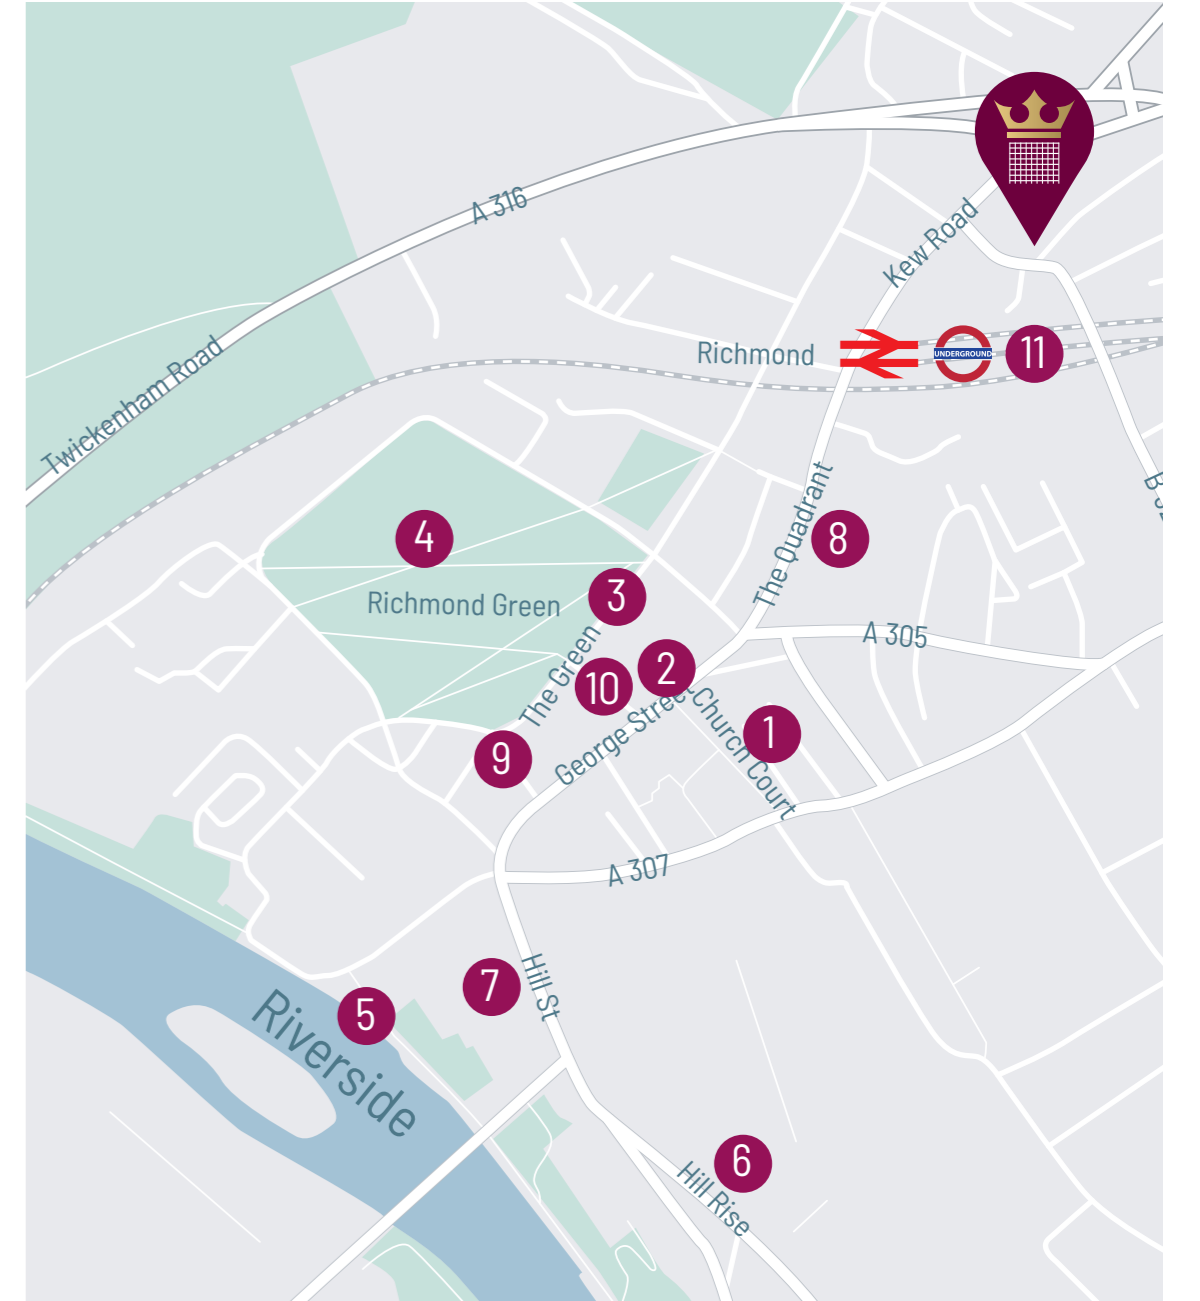 A 316
Kew Road
Richmond
UNDERGROUND
11
Twickenham Road
The Quadrant
8
4
3
Richmond Green
A 305
The Green
2
10
Church Court
1
George Stree
9
A 307
Hill St
7
5
Riverside
6
Hill Rise